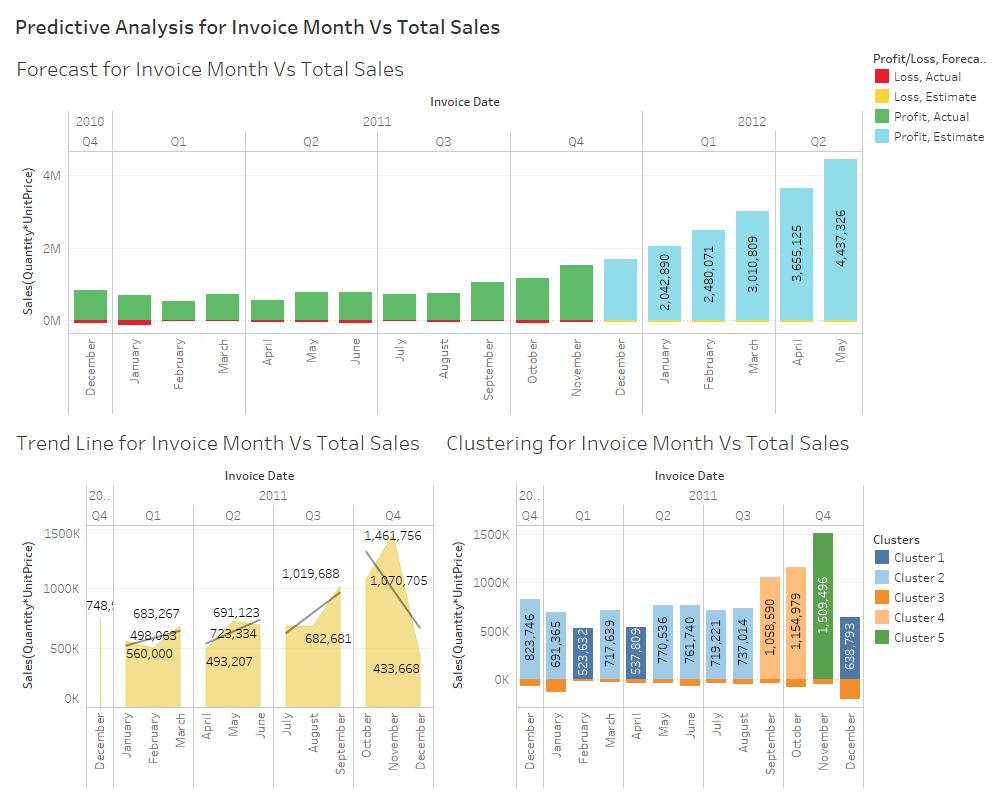 Predictive Analysis for Invoice Month Vs Total Sales
Forecast for Invoice Month Vs Total Sales
Profit/Loss, Foreca..
Loss, Actual
Loss, Estimate
Profit, Actual
Profit, Estimate
Invoice Date
2010 2011 2012
Q4 Q1 Q2 Q3 Q4 Q1 Q2
Sales(Quantity*UnitPrice)
4M
2M
0M
2,042,890
2,480,071
3,010,809
3,655,125
4,437,326
December
January
February
March
April
May
June
July
August
September
October
November
December
January
February
March
April
May
Trend Line for Invoice Month Vs Total Sales
Invoice Date
20.. 2011
Q4 Q1 Q2 Q3 Q4
Sales(Quantity*UnitPrice)
1500K
1000K
500K
0K
748,
560,000
498,063
683,267
493,207
723,334
691,123
682,681
1,019,688
1,070,705
1,461,756
433,668
December
January
February
March
April
May
June
July
August
September
October
November
December
Clustering for Invoice Month Vs Total Sales
Invoice Date
20.. 2011
Q4 Q1 Q2 Q3 Q4
Sales(Quantity*UnitPrice)
1500K
1000K
500K
0K
823,746
691,365
523,632
717,639
537,809
770,536
761,740
719,221
737,014
1,058,590
1,154,979
1,509,496
638,793
December
January
February
March
April
May
June
July
August
September
October
November
December
Clusters
Cluster 1
Cluster 2
Cluster 3
Cluster 4
Cluster 5